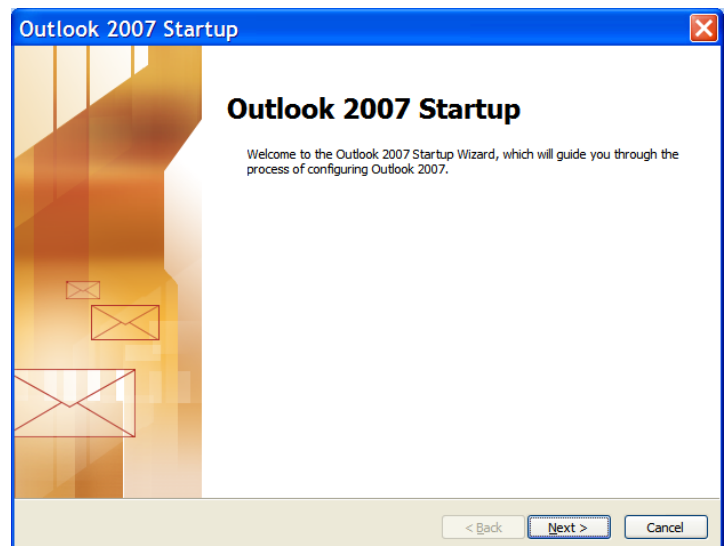 Outlook 2007 Startup
Outlook 2007 Startup
Welcome to the Outlook 2007 Startup Wizard, which will guide you through the
process of configuring Outlook 2007.
< Back Next > Cancel